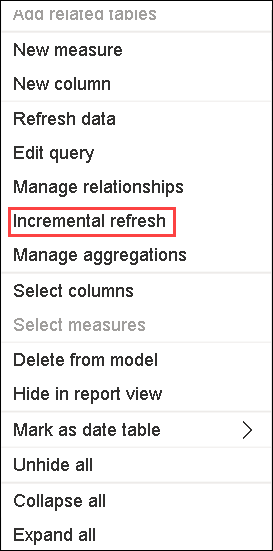 Add related tables
New measure
New column
Refresh data
Edit query
Manage relationships
Incremental refresh
Manage aggregations
Select columns
Select measures
Delete from model
Hide in report view
Mark as date table
Unhide all
Collapse all
Expand all